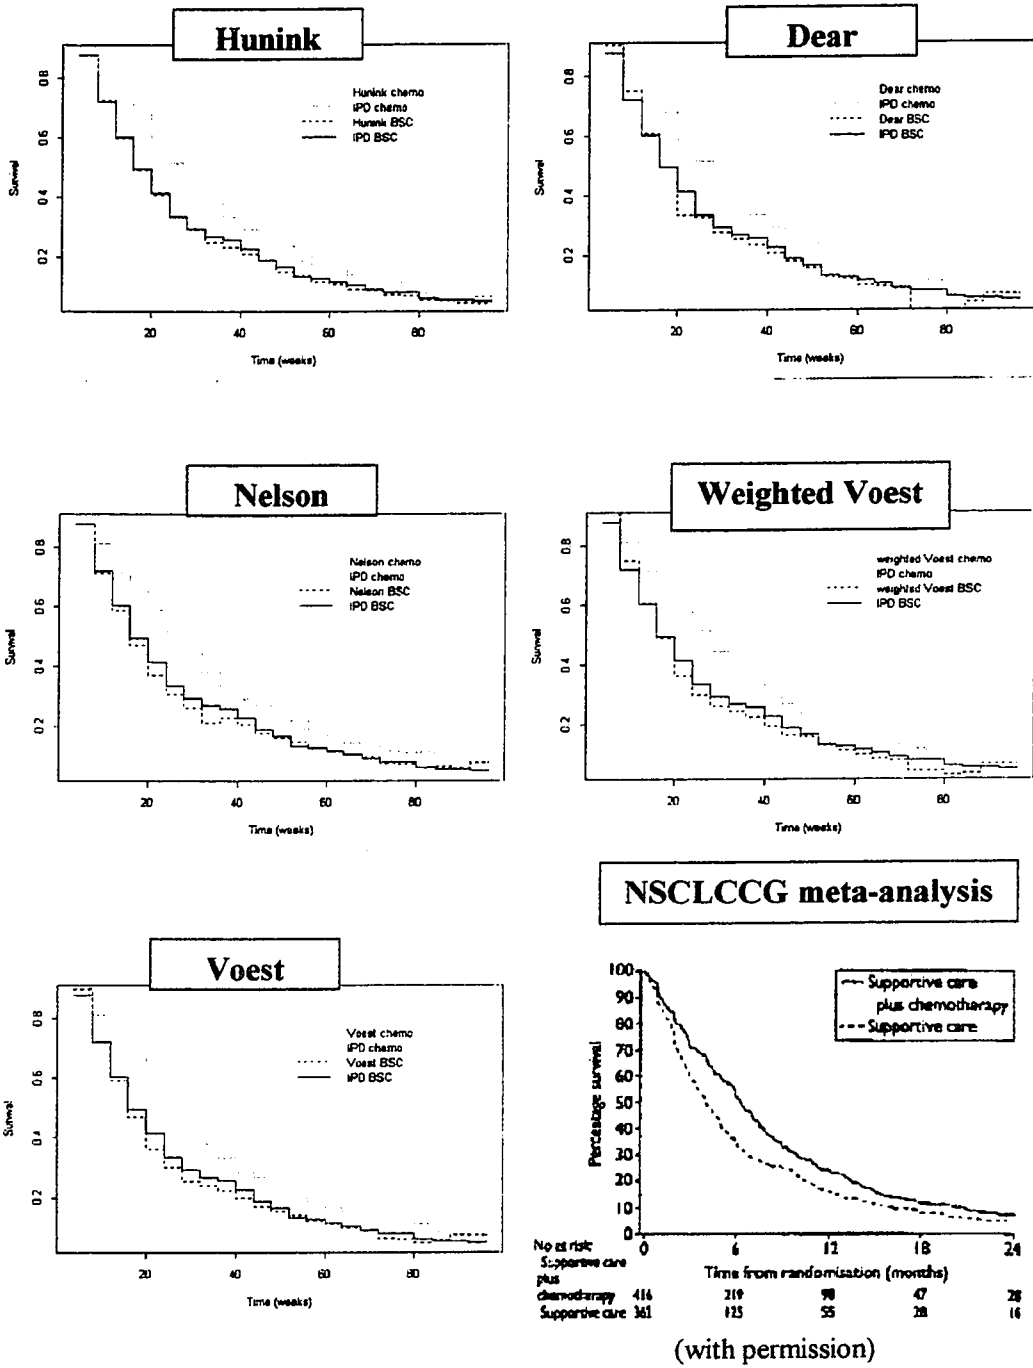 Hunink
0.8
0.6
0.4
0.2
Survival
Hunink chemo
IPD chemo
Hunink BSC
IPD BSC
20
40
60
80
Time (weeks)
Dear
0.8
0.6
0.4
0.2
Survival
Dear chemo
IPD chemo
Dear BSC
IPD BSC
20
40
60
80
Time (weeks)
Nelson
0.8
0.6
0.4
0.2
Survival
Nelson chemo
IPD chemo
Nelson BSC
IPD BSC
20
40
60
80
Time (weeks)
Weighted Voest
0.8
0.6
0.4
0.2
Survival
weighted Voest chemo
IPD chemo
weighted Voest BSC
IPD BSC
20
40
60
80
Time (weeks)
Voest
0.8
0.6
0.4
0.2
Survival
Voest chemo
IPD chemo
Voest BSC
IPD BSC
20
40
60
80
Time (weeks)
NSCLCCG meta-analysis
100
90
80
70
60
50
40
30
20
10
0
Percentage survival
Supportive care
plus chemotherapy
Supportive care
0 6 12 18 24
Time from randomisation (months)
No at risk:
Supportive care
plus
chemotherapy 416 219 98 47 28
Supportive care 362 125 55 28 16
(with permission)